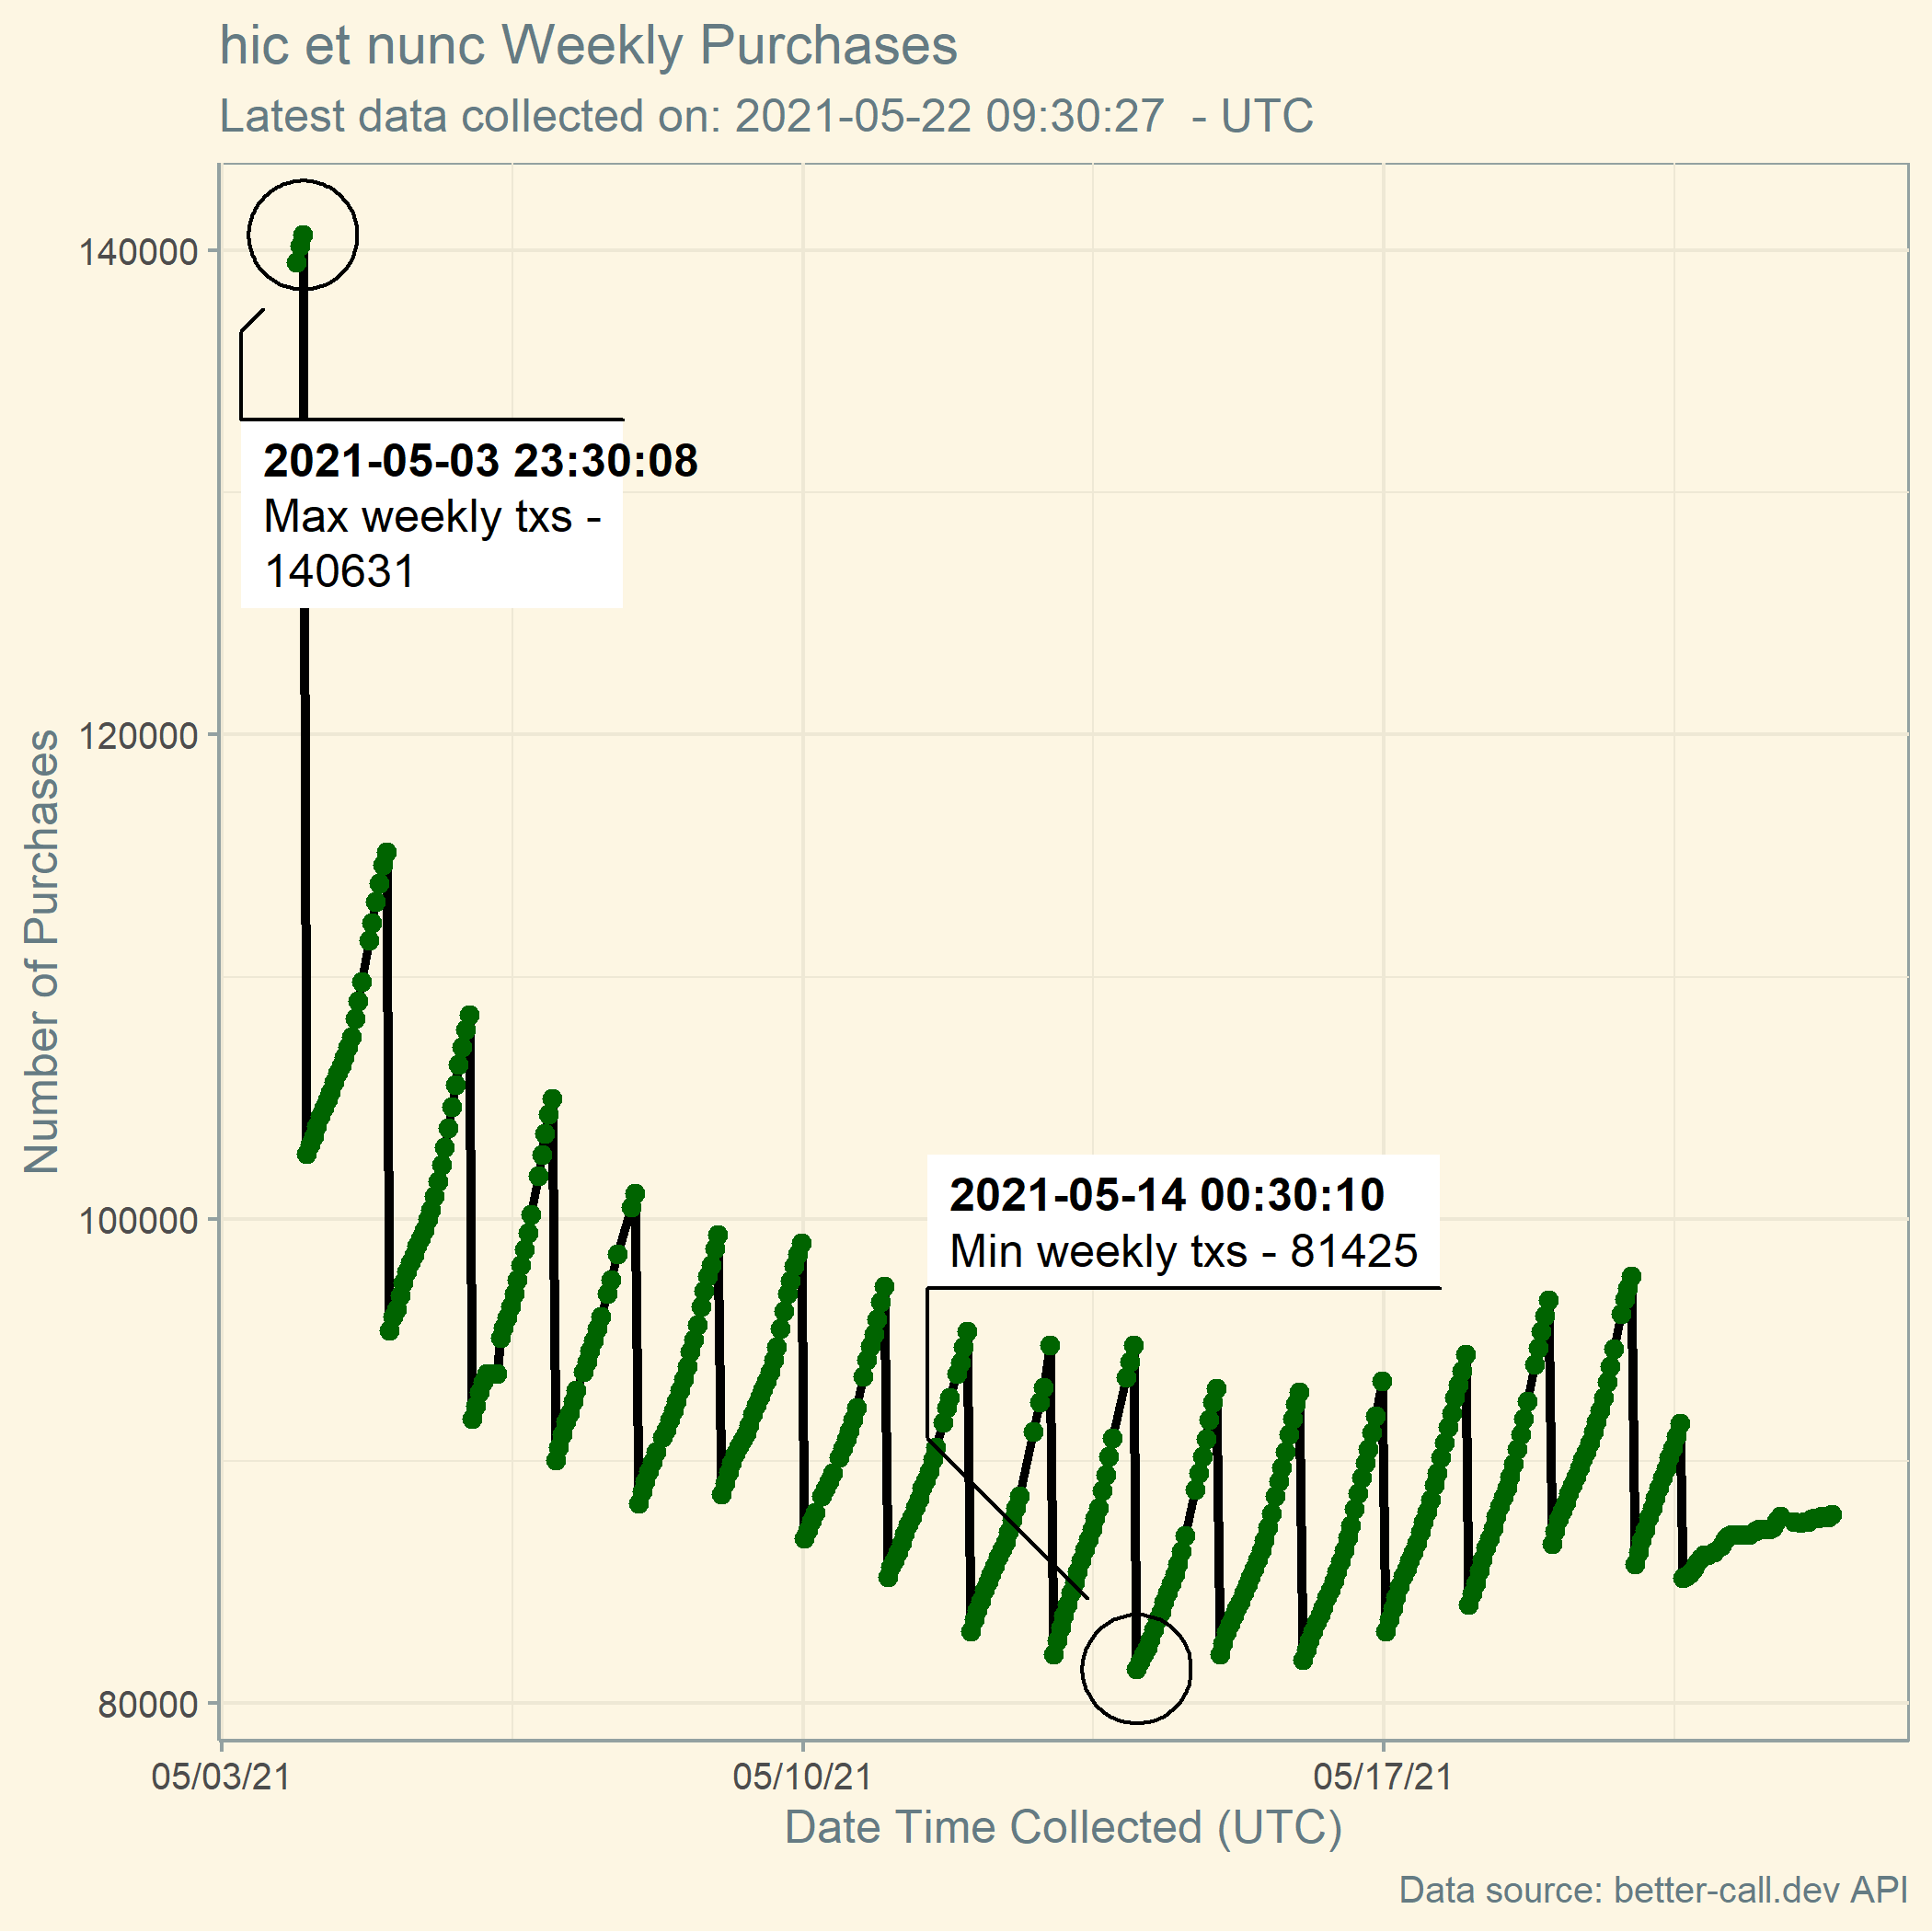 hic et nunc Weekly Purchases
Latest data collected on: 2021-05-22 09:30:27  - UTC
140000
120000
100000
80000
Number of Purchases
2021-05-03 23:30:08
Max weekly txs -
140631
2021-05-14 00:30:10
Min weekly txs - 81425
05/03/21
05/10/21
05/17/21
Date Time Collected (UTC)
Data source: better-call.dev API